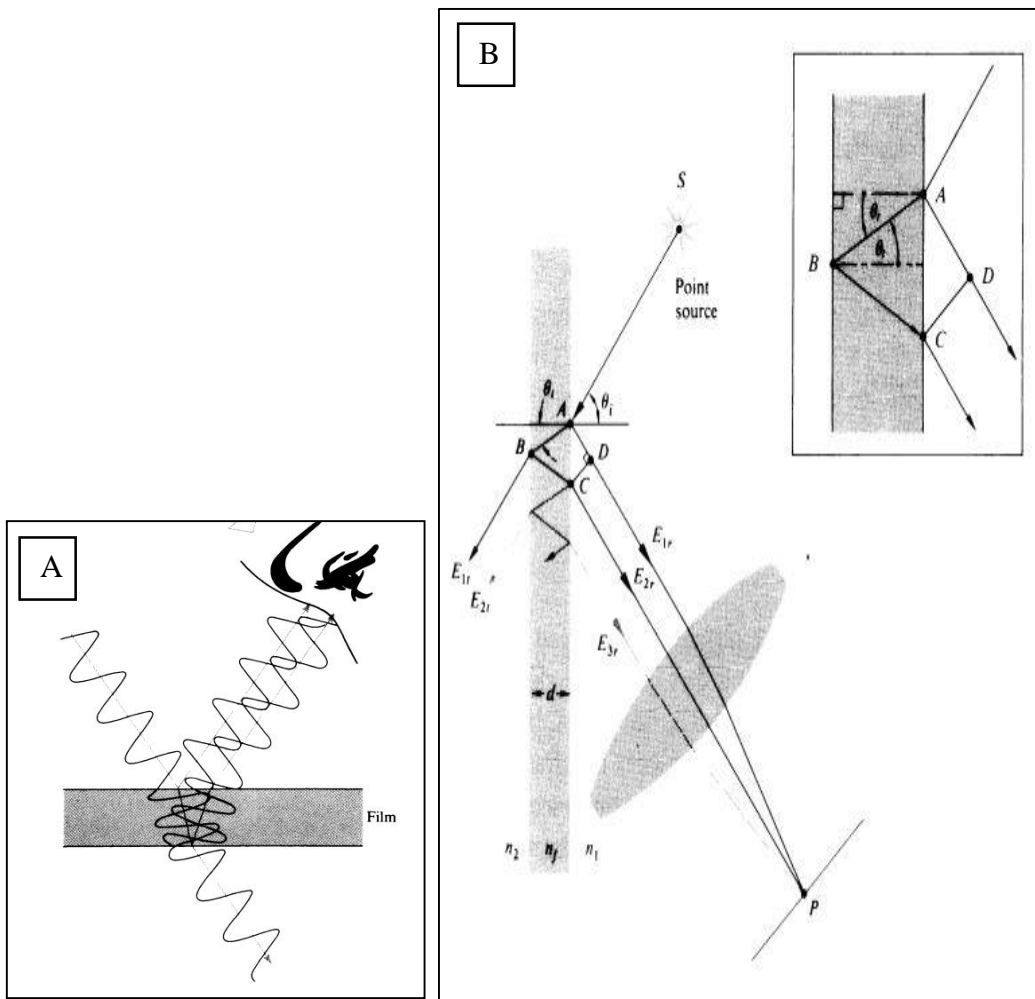 B
S
Point
source
θi
θt
A
B
D
C
E1r
E2r
E1t
E2t
E3r
d
n2 nf n1
P
A
θt
θt
B
D
C
A
Film